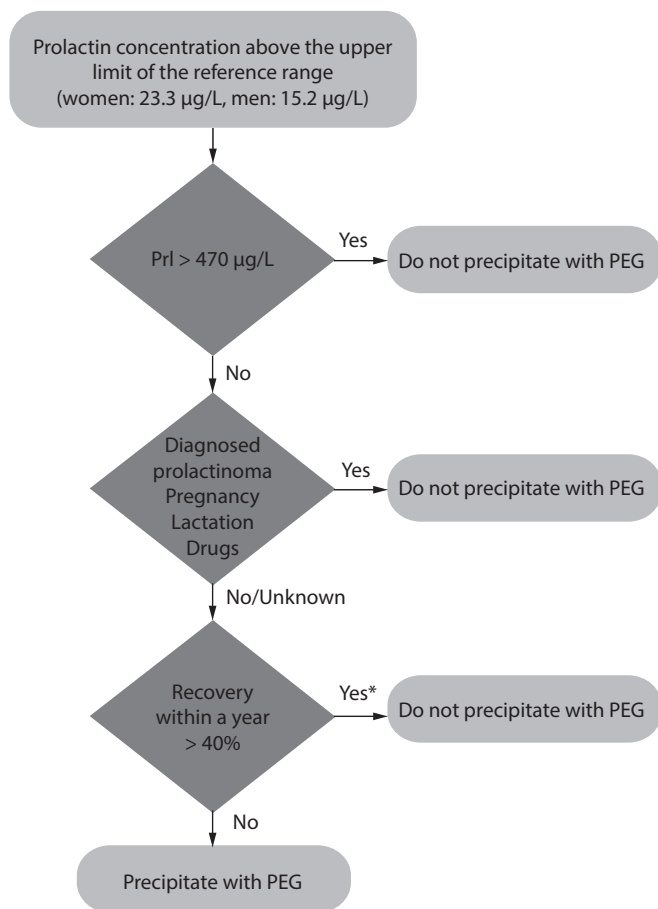 Prolactin concentration above the upper
limit of the reference range
(women: 23.3 µg/L, men: 15.2 µg/L)
Prl > 470 µg/L
Yes
Do not precipitate with PEG
No
Diagnosed
prolactinoma
Pregnancy
Lactation
Drugs
Yes
Do not precipitate with PEG
No/Unknown
Recovery
within a year
> 40%
Yes*
Do not precipitate with PEG
No
Precipitate with PEG